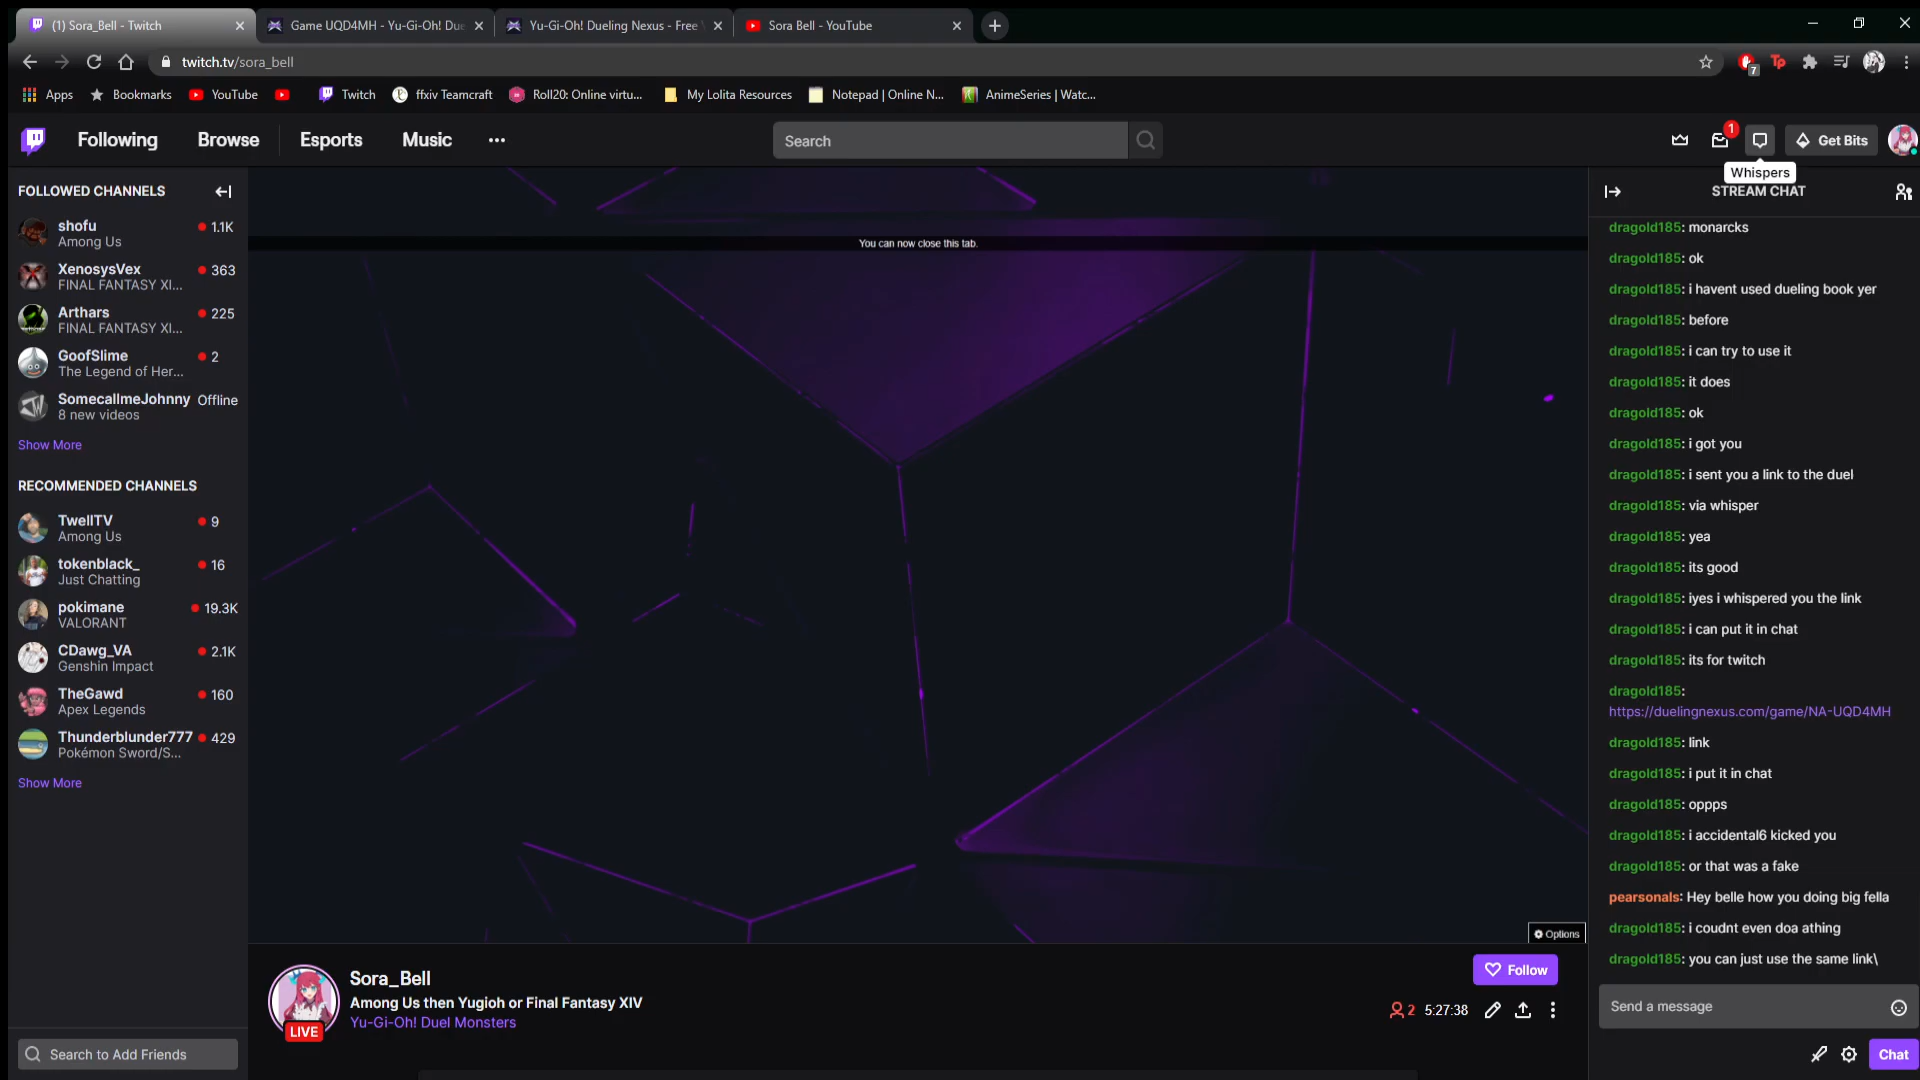 (1) Sora_Bell - Twitch
Game UQD4MH - Yu-Gi-Oh! Due
Yu-Gi-Oh! Dueling Nexus - Free
Sora Bell - YouTube
twitch.tv/sora_bell
7
Tp
Apps
Bookmarks
YouTube
Twitch
ffxiv Teamcraft
Roll20: Online virtu...
My Lolita Resources
Notepad | Online N...
AnimeSeries | Watc...
Following
Browse
Esports
Music
Search
1
Get Bits
Whispers
FOLLOWED CHANNELS
shofu
1.1K
Among Us
XenosysVex
363
FINAL FANTASY XI...
Arthars
225
FINAL FANTASY XI...
GoofSlime
2
The Legend of Her...
SomecallmeJohnny
Offline
8 new videos
Show More
RECOMMENDED CHANNELS
TwellTV
9
Among Us
tokenblack_
16
Just Chatting
pokimane
19.3K
VALORANT
CDawg_VA
2.1K
Genshin Impact
TheGawd
160
Apex Legends
Thunderblunder777
429
Pokémon Sword/S...
Show More
Search to Add Friends
You can now close this tab.
Options
Sora_Bell
Among Us then Yugioh or Final Fantasy XIV
Yu-Gi-Oh! Duel Monsters
LIVE
Follow
2
5:27:38
STREAM CHAT
dragold185: monarcks
dragold185: ok
dragold185: i havent used dueling book yer
dragold185: before
dragold185: i can try to use it
dragold185: it does
dragold185: ok
dragold185: i got you
dragold185: i sent you a link to the duel
dragold185: via whisper
dragold185: yea
dragold185: its good
dragold185: iyes i whispered you the link
dragold185: i can put it in chat
dragold185: its for twitch
dragold185:
https://duelingnexus.com/game/NA-UQD4MH
dragold185: link
dragold185: i put it in chat
dragold185: oppps
dragold185: i accidental6 kicked you
dragold185: or that was a fake
pearsonals: Hey belle how you doing big fella
dragold185: i coudnt even doa athing
dragold185: you can just use the same link\
Send a message
Chat